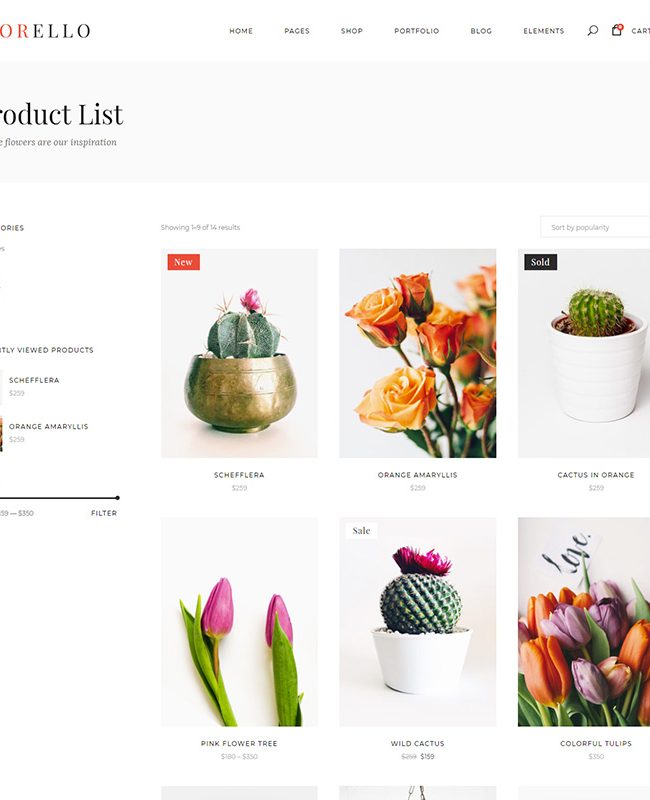 ORELLO
HOME PAGES SHOP PORTFOLIO BLOG ELEMENTS 0 CART
roduct List
e flowers are our inspiration
ORIES
Showing 1–9 of 14 results
Sort by popularity
es
New
Sold
TLY VIEWED PRODUCTS
SCHEFFLERA
$259
ORANGE AMARYLLIS
$259
SCHEFFLERA
$259
ORANGE AMARYLLIS
$259
CACTUS IN ORANGE
$259
59 — $350 FILTER
Sale
love.
PINK FLOWER TREE
$180 – $350
WILD CACTUS
$259 $159
COLORFUL TULIPS
$350